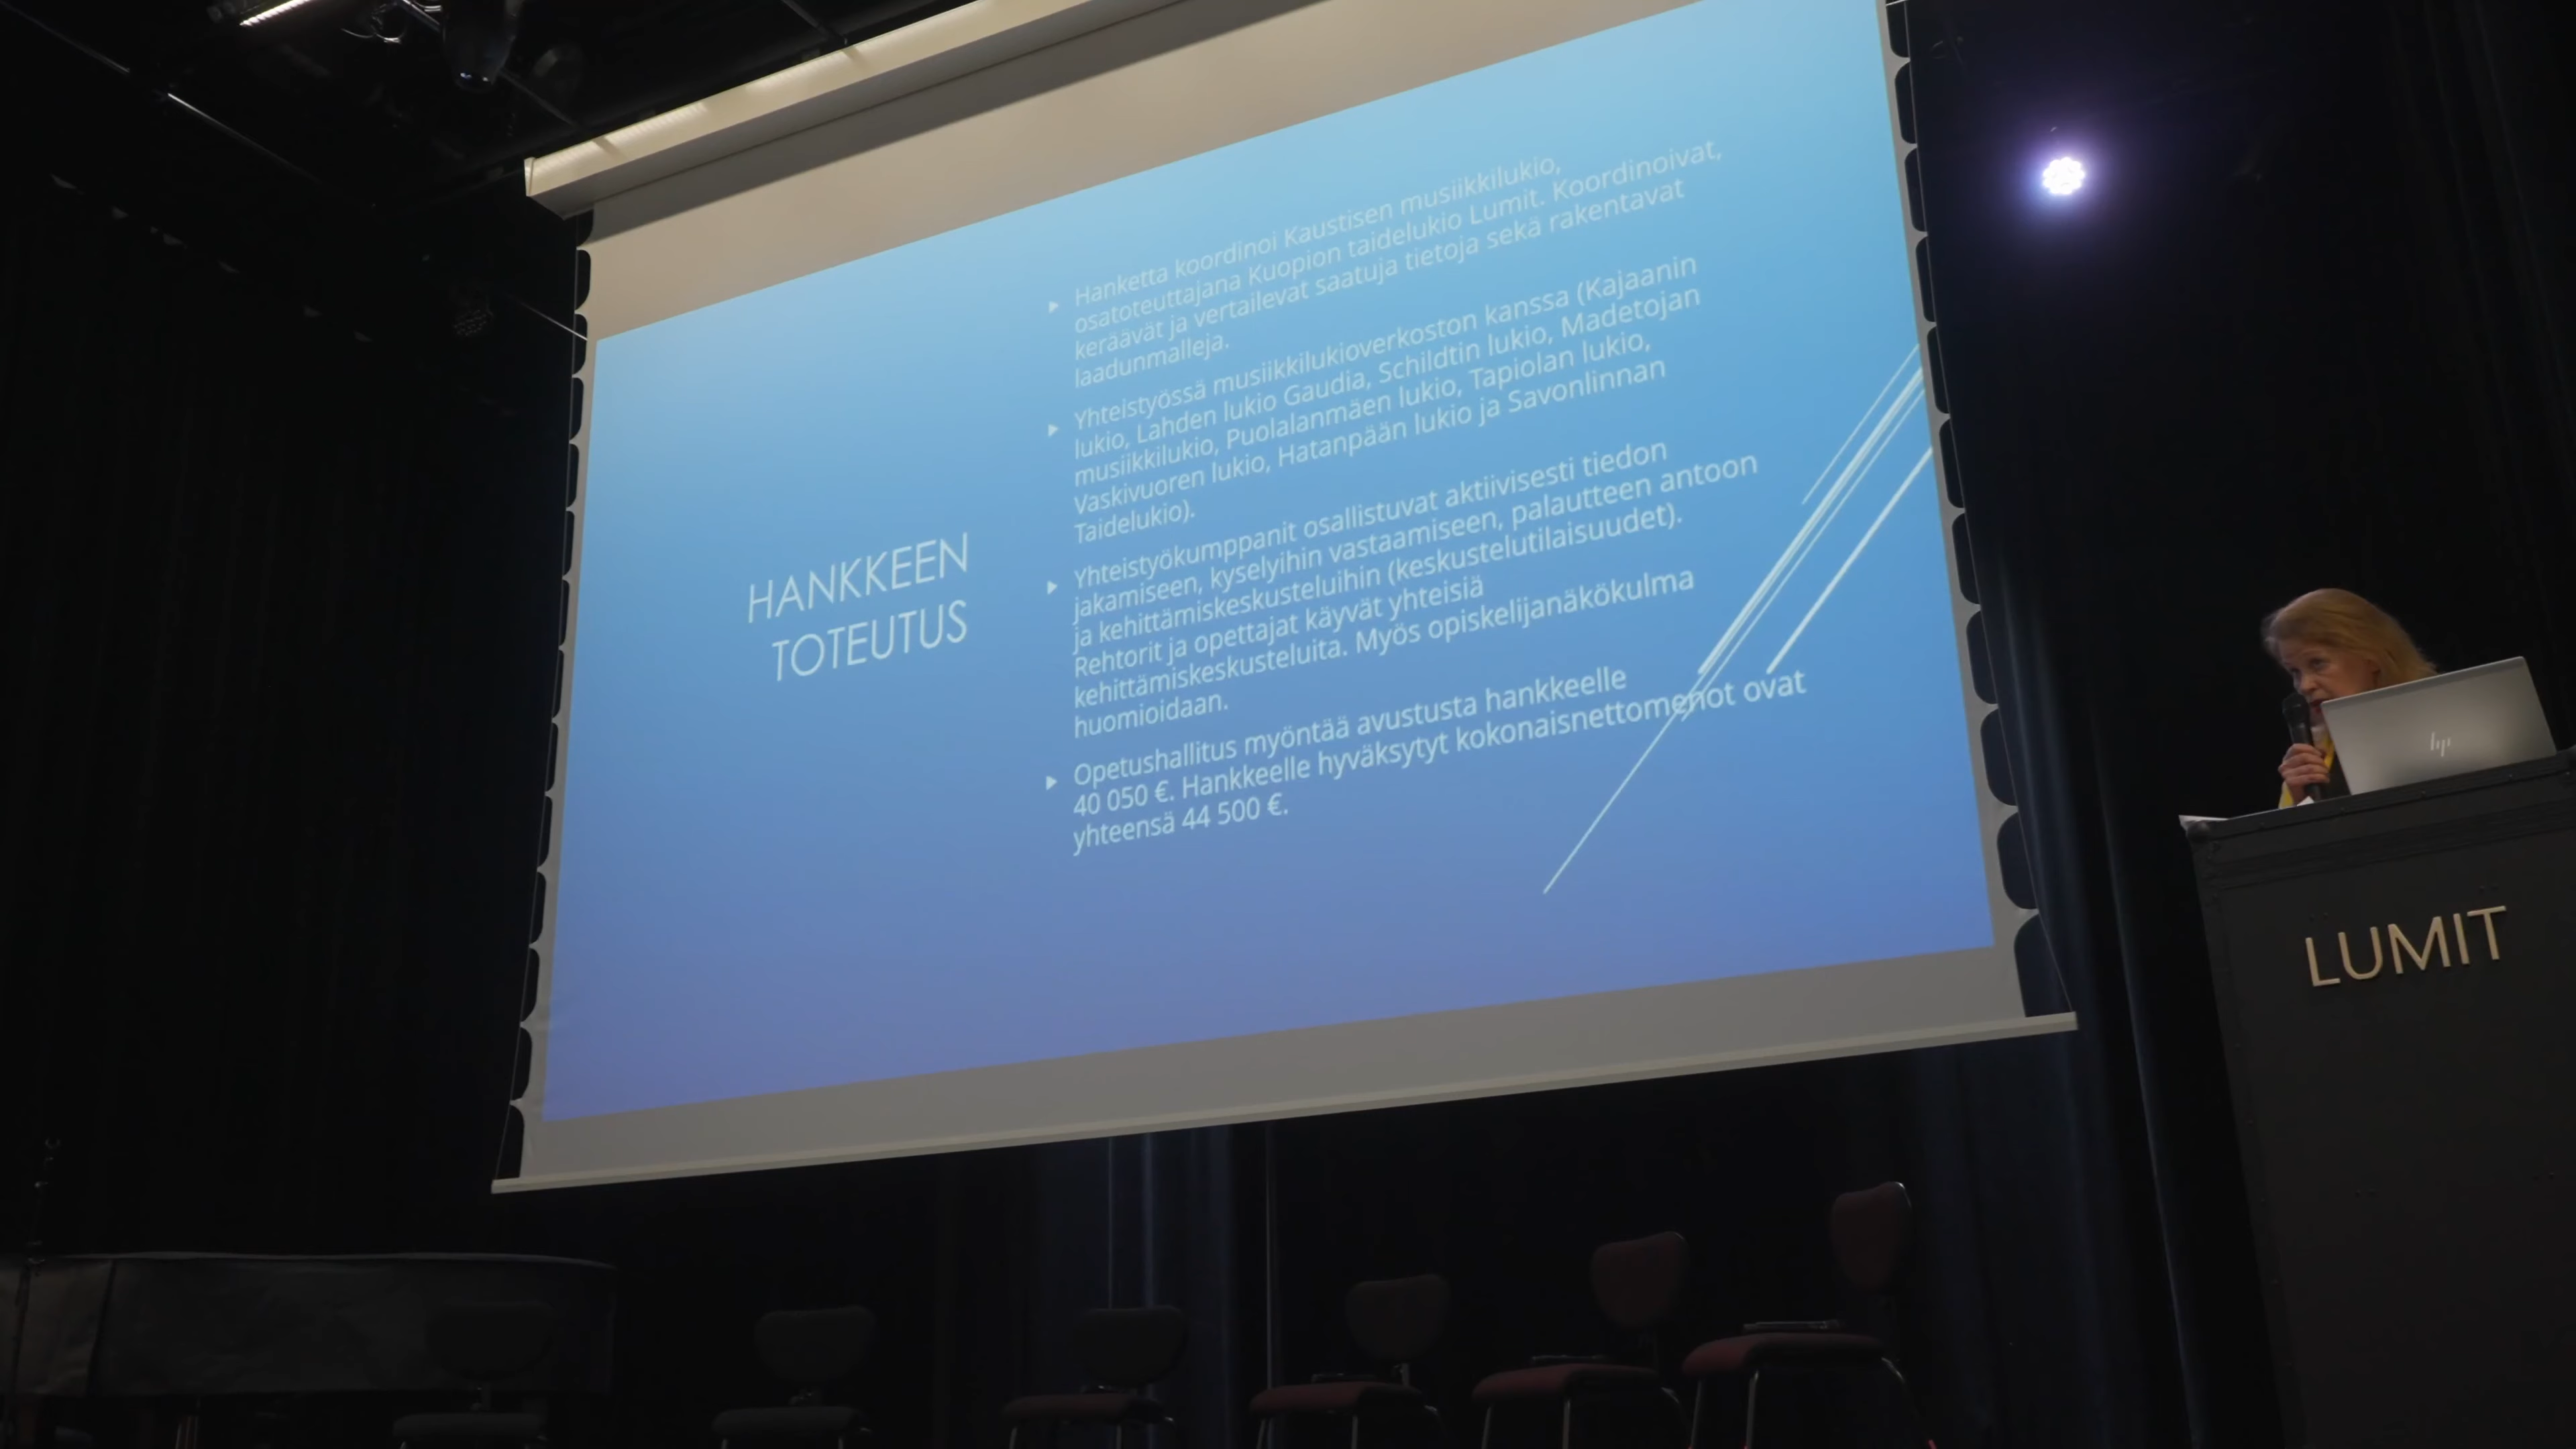 HANKKEEN
TOTEUTUS
Hanketta koordinoi Kaustisen musiikkilukio,
osatoteuttajana Kuopion taidelukio Lumit. Koordinoivat,
keräävät ja vertailevat saatuja tietoja sekä rakentavat
laadunmalleja.
Yhteistyössä musiikkilukioverkoston kanssa (Kajaanin
lukio, Lahden lukio Gaudia, Schildtin lukio, Madetojan
musiikkilukio, Puolalanmäen lukio, Tapiolan lukio,
Vaskivuoren lukio, Hatanpään lukio ja Savonlinnan
Taidelukio).
Yhteistyökumppanit osallistuvat aktiivisesti tiedon
jakamiseen, kyselyihin vastaamiseen, palautteen antoon
ja kehittämiskeskusteluihin (keskustelutilaisuudet).
Rehtorit ja opettajat käyvät yhteisiä
kehittämiskeskusteluita. Myös opiskelijanäkökulma
huomioidaan.
Opetushallitus myöntää avustusta hankkeelle
40 050 €. Hankkeelle hyväksytyt kokonaisnettomenot ovat
yhteensä 44 500 €.
hp
LUMIT